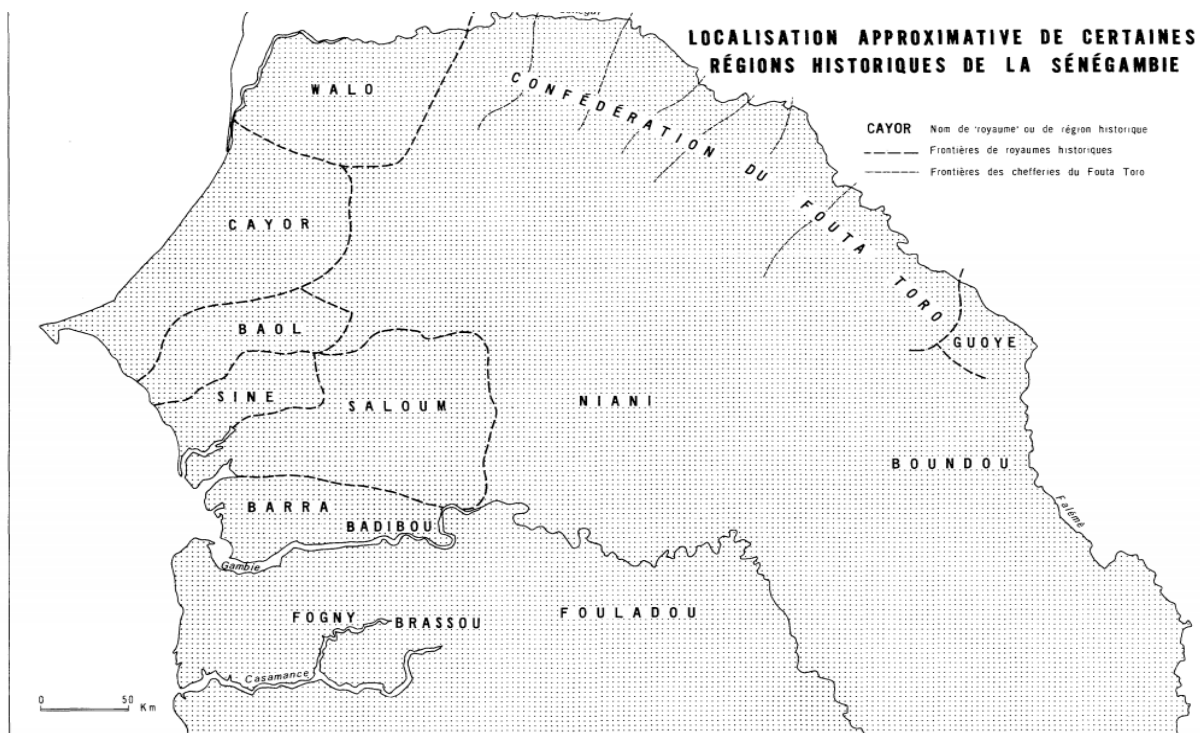 LOCALISATION APPROXIMATIVE DE CERTAINES
RÉGIONS HISTORIQUES DE LA SÉNÉGAMBIE
CAYOR Nom de 'royaume' ou de région historique
Frontières de royaumes historiques
Frontières des chefferies du Fouta Toro
WALO
CONFÉDÉRATION DU FOUTA TORO
CAYOR
BAOL
GUOYE
SINE
SALOUM
NIANI
BOUNDOU
BARRA
BADIBOU
Falémé
Gambie
FOGNY
BRASSOU
FOULADOU
Casamance
0 50 Km